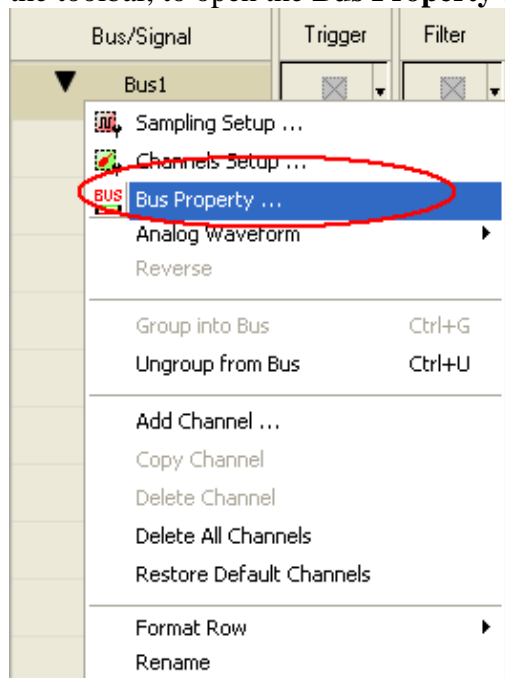 the toolbar, to open the Bus Property
Bus/Signal Trigger Filter
Bus1
Sampling Setup ...
Channels Setup ...
BUS Bus Property ...
Analog Waveform
Reverse
Group into Bus Ctrl+G
Ungroup from Bus Ctrl+U
Add Channel ...
Copy Channel
Delete Channel
Delete All Channels
Restore Default Channels
Format Row
Rename